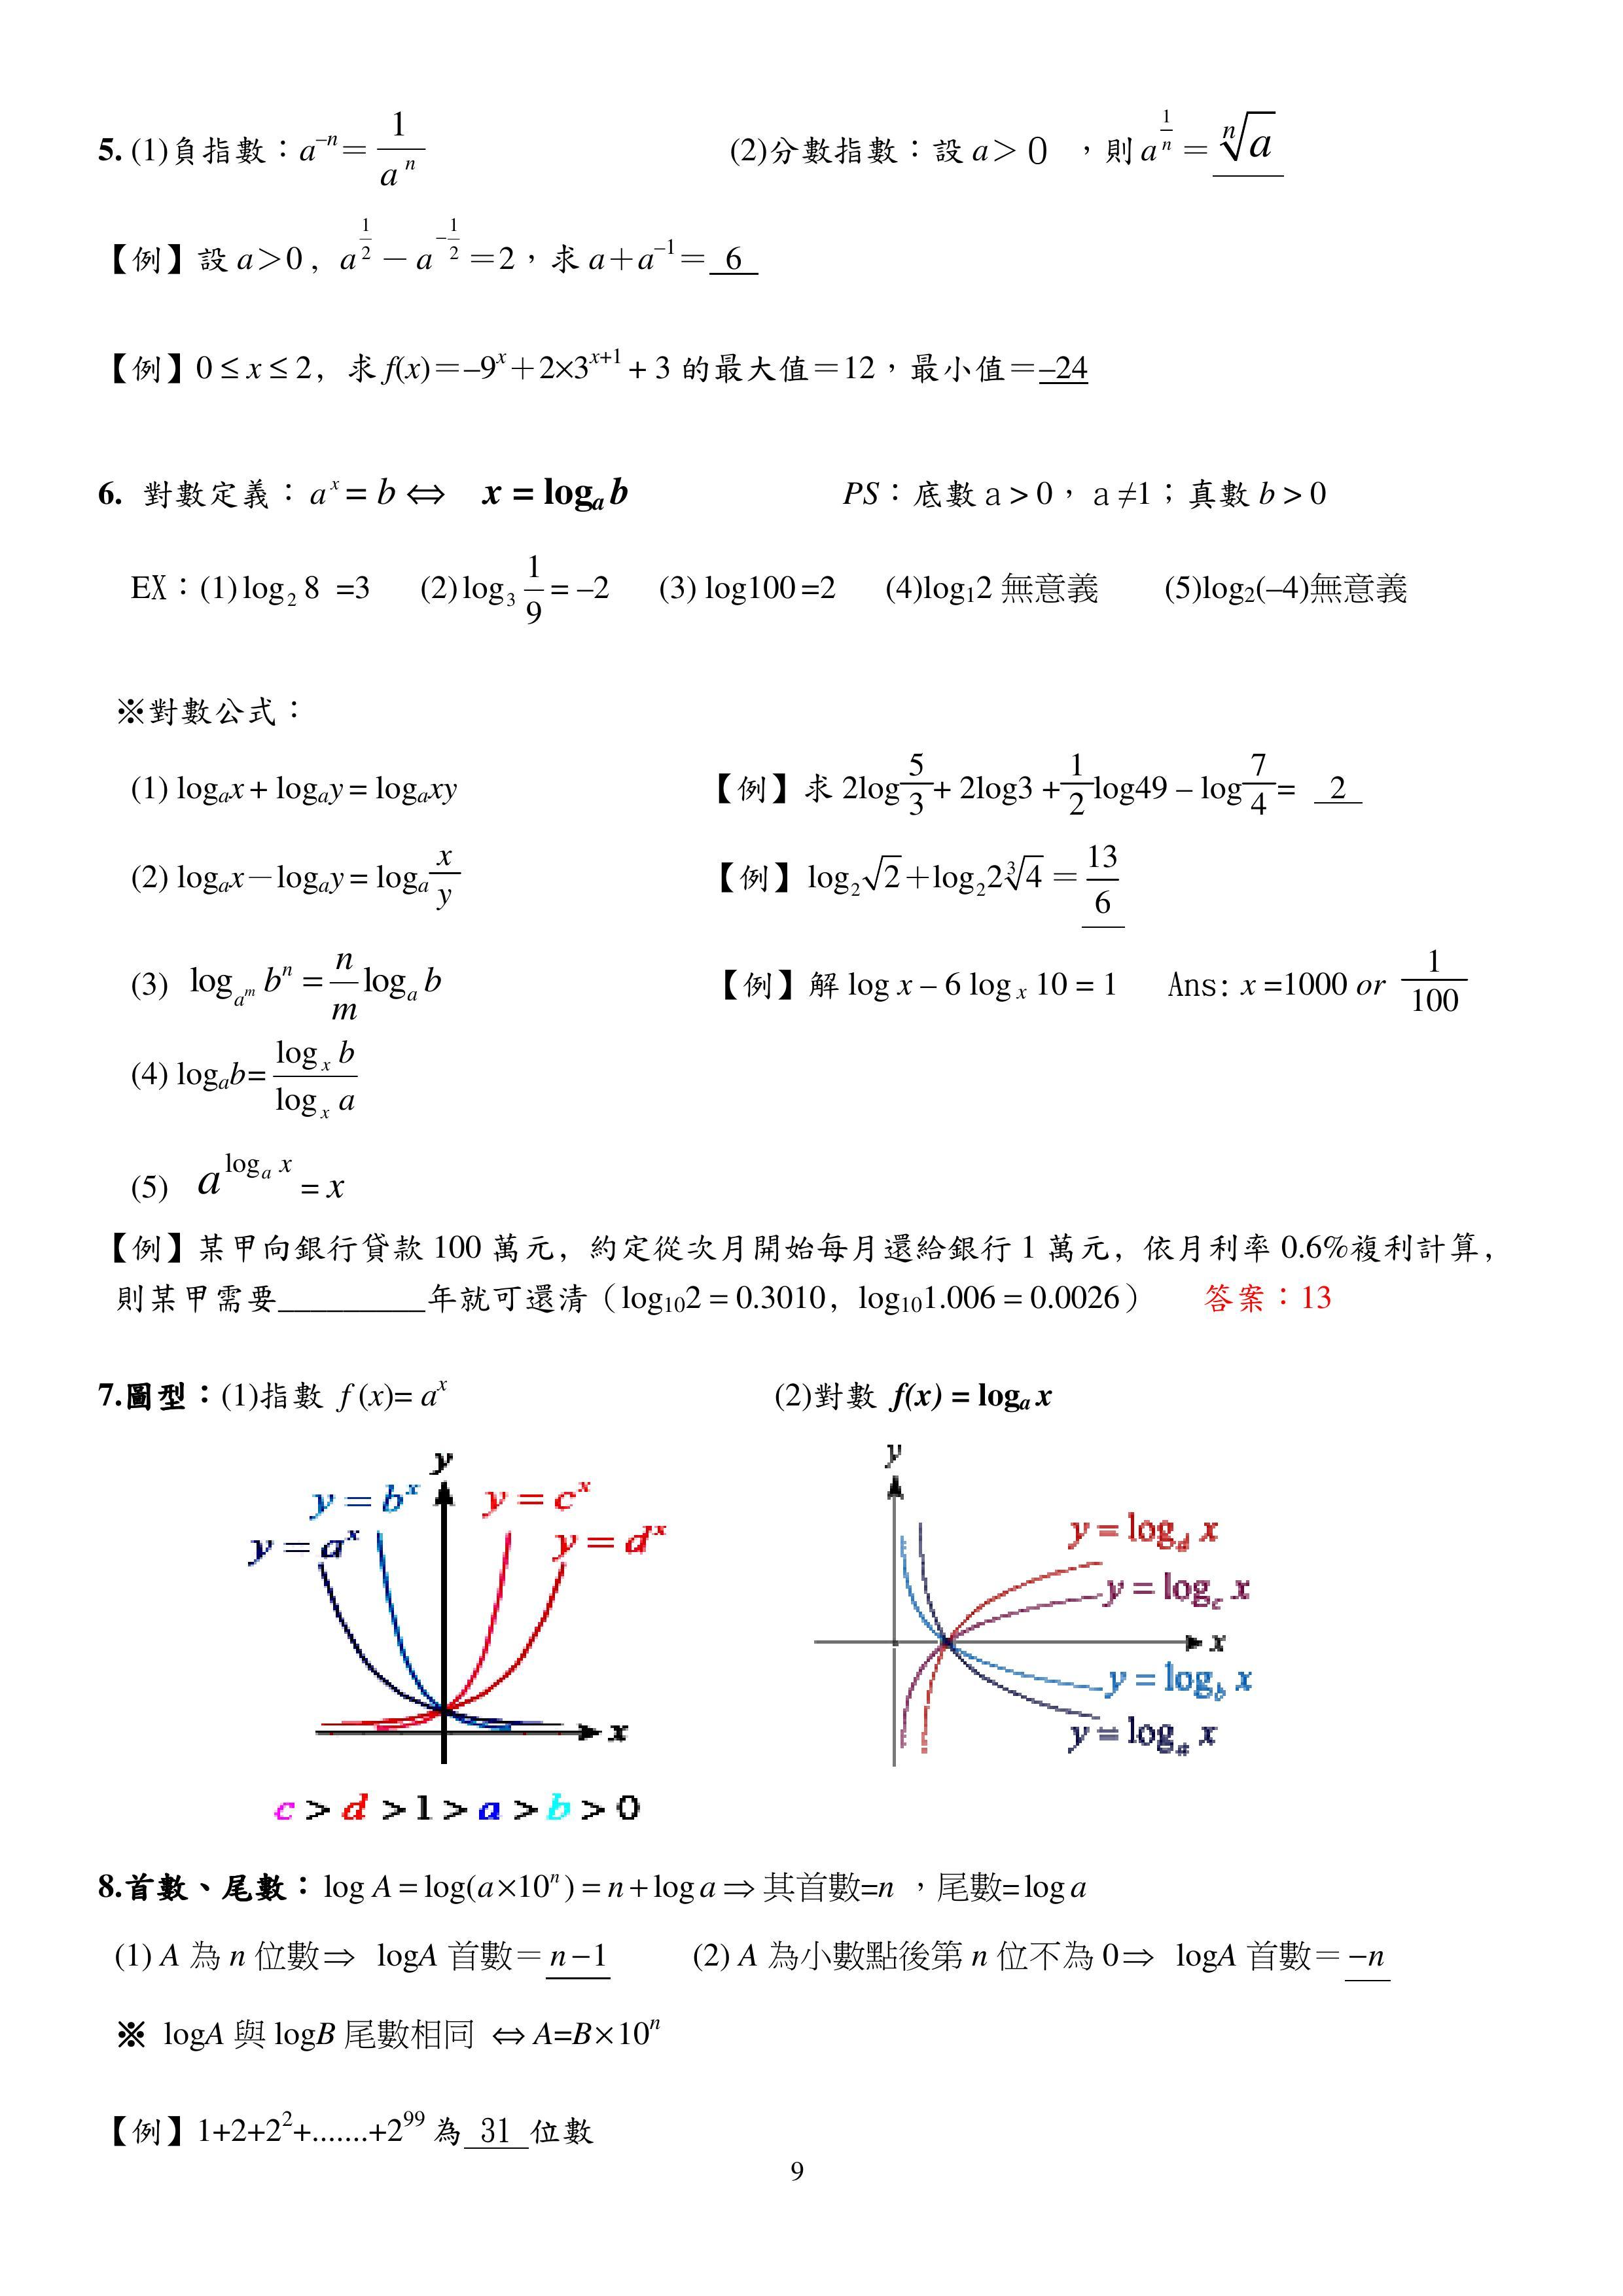 5. (1)負指數：a^{–n}＝\frac{1}{a^n} (2)分數指數：設 a＞０ ，則 a^{\frac{1}{n}}＝\sqrt[n]{a}
【例】設 a＞0，a^{\frac{1}{2}}－a^{-\frac{1}{2}}＝2，求 a＋a^{–1}＝ 6
【例】0 ≤ x ≤ 2，求 f(x)＝–9^x＋2×3^{x+1} + 3 的最大值＝12，最小值＝–24
6. 對數定義：a^x = b ⇔ x = log_a b PS：底數 a > 0， a ≠1；真數 b > 0
EX：(1) log_2 8 =3 (2) log_3 \frac{1}{9} = –2 (3) log100 =2 (4)log_1 2 無意義 (5)log_2(–4)無意義
※對數公式：
(1) log_a x + log_a y = log_a xy 【例】求 2log\frac{5}{3}+ 2log3 +\frac{1}{2}log49 – log\frac{7}{4}= 2
(2) log_a x－log_a y = log_a\frac{x}{y} 【例】log_2\sqrt{2}＋log_2 2\sqrt[3]{4} ＝\frac{13}{6}
(3) log_{a^m} b^n = \frac{n}{m} log_a b 【例】解 log x – 6 log_x 10 = 1 Ans: x =1000 or \frac{1}{100}
(4) log_a b=\frac{log_x b}{log_x a}
(5) a^{log_a x} = x
【例】某甲向銀行貸款 100 萬元，約定從次月開始每月還給銀行 1 萬元，依月利率 0.6%複利計算，
則某甲需要_________年就可還清（log_{10}2 = 0.3010，log_{10}1.006 = 0.0026） 答案：13
7.圖型：(1)指數 f (x)= a^x (2)對數 f(x) = log_a x
y
y = b^x
y = c^x
y = a^x
y = d^x
x
c > d > 1 > a > b > 0
y
y = log_d x
y = log_c x
x
y = log_b x
y = log_a x
8.首數、尾數：log A = log(a×10^n) = n + log a ⇒ 其首數=n ，尾數= log a
(1) A 為 n 位數⇒ logA 首數＝n −1 (2) A 為小數點後第 n 位不為 0⇒ logA 首數＝−n
※ logA 與 logB 尾數相同 ⇔ A=B×10^n
【例】1+2+2^2+.......+2^{99} 為 31 位數
9